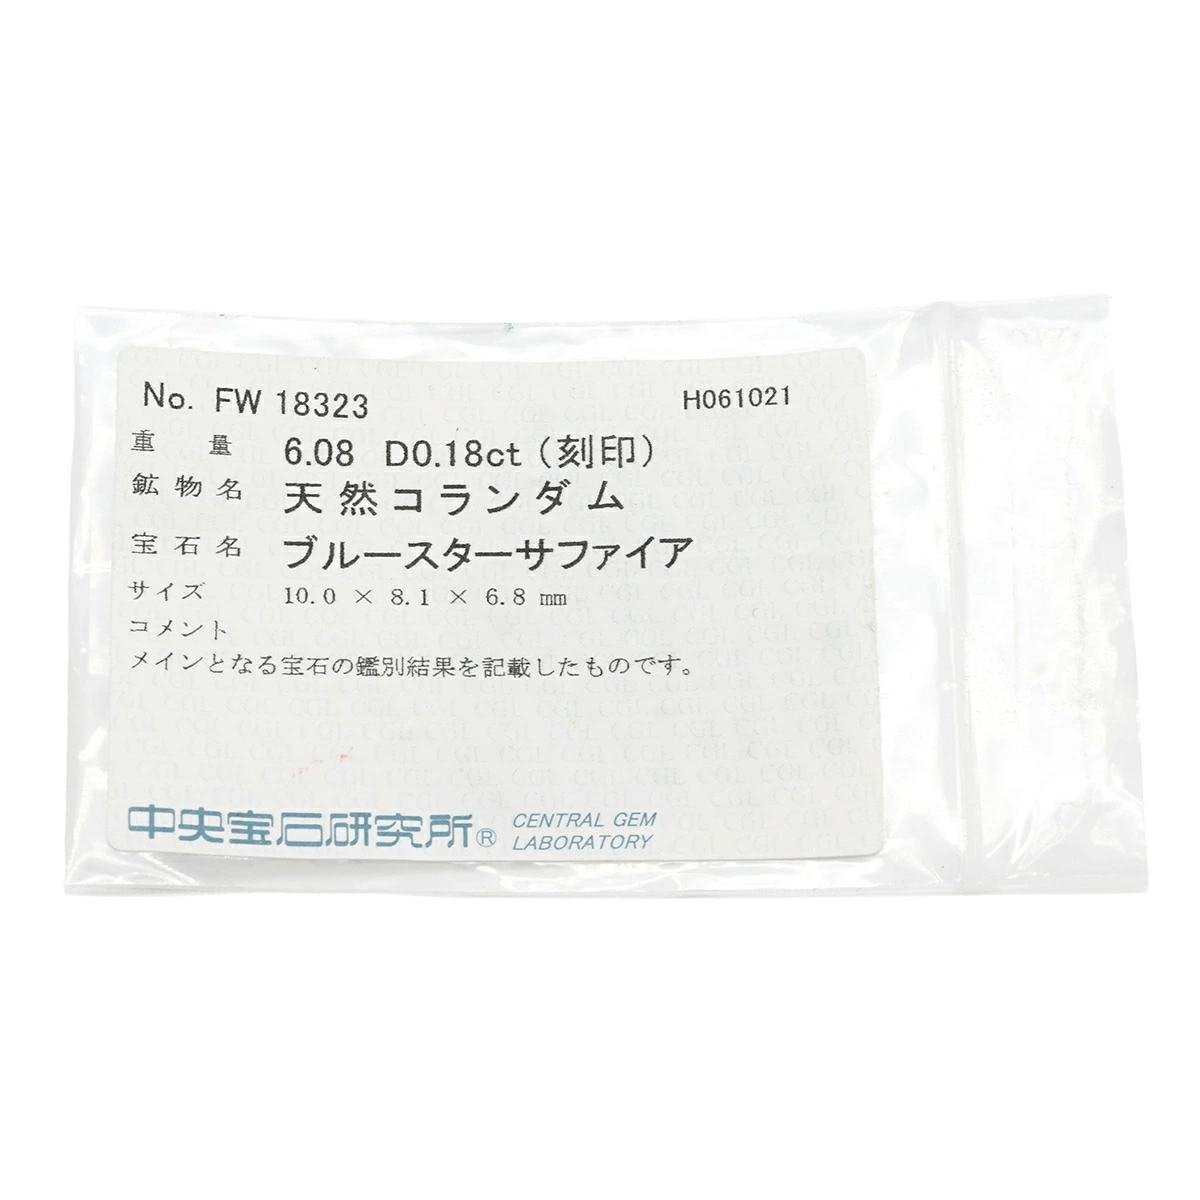 No. FW 18323 H061021
重 量 6.08 D0.18ct (刻印)
鉱物名 天然コランダム
宝石名 ブルースターサファイア
サイズ 10.0 × 8.1 × 6.8 mm
コメント
メインとなる宝石の鑑別結果を記載したものです。
中央宝石研究所® CENTRAL GEM
LABORATORY